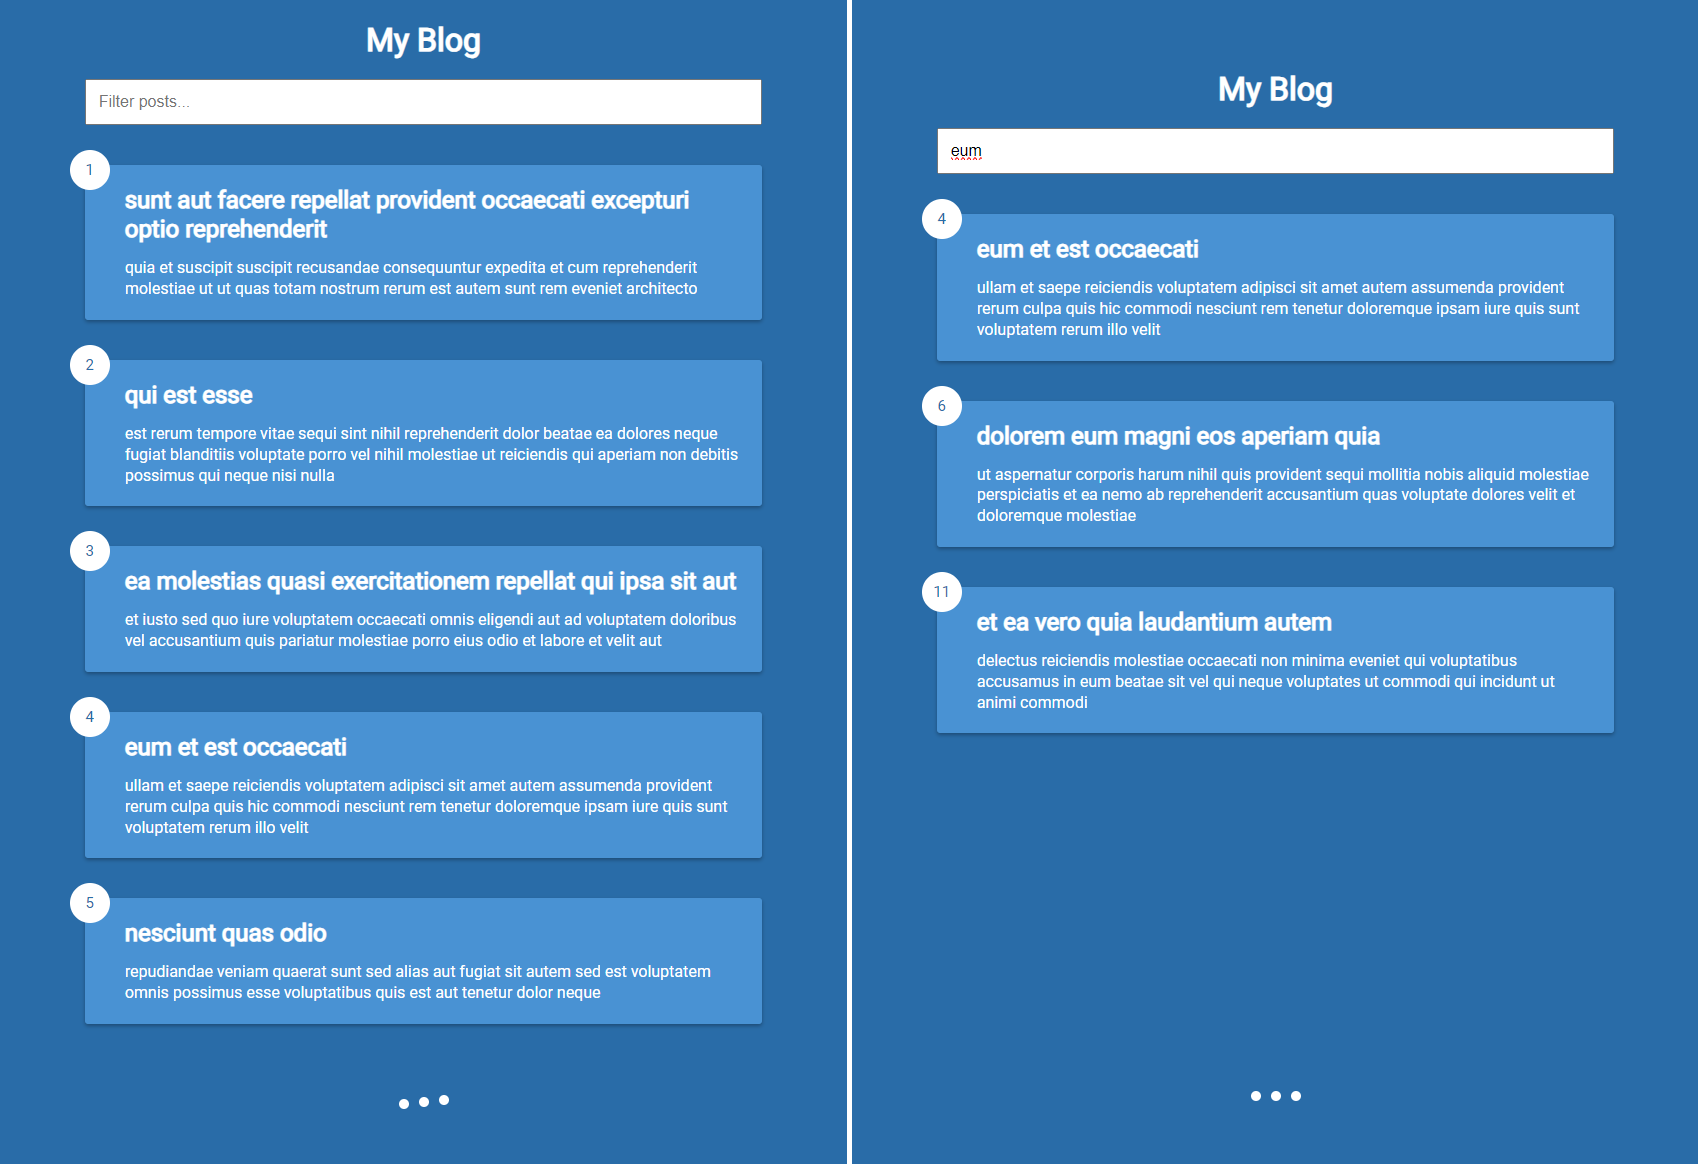 My Blog
Filter posts...
1
sunt aut facere repellat provident occaecati excepturi
optio reprehenderit
quia et suscipit suscipit recusandae consequuntur expedita et cum reprehenderit
molestiae ut ut quas totam nostrum rerum est autem sunt rem eveniet architecto
2
qui est esse
est rerum tempore vitae sequi sint nihil reprehenderit dolor beatae ea dolores neque
fugiat blanditiis voluptate porro vel nihil molestiae ut reiciendis qui aperiam non debitis
possimus qui neque nisi nulla
3
ea molestias quasi exercitationem repellat qui ipsa sit aut
et iusto sed quo iure voluptatem occaecati omnis eligendi aut ad voluptatem doloribus
vel accusantium quis pariatur molestiae porro eius odio et labore et velit aut
4
eum et est occaecati
ullam et saepe reiciendis voluptatem adipisci sit amet autem assumenda provident
rerum culpa quis hic commodi nesciunt rem tenetur doloremque ipsam iure quis sunt
voluptatem rerum illo velit
5
nesciunt quas odio
repudiandae veniam quaerat sunt sed alias aut fugiat sit autem sed est voluptatem
omnis possimus esse voluptatibus quis est aut tenetur dolor neque
My Blog
eum
4
eum et est occaecati
ullam et saepe reiciendis voluptatem adipisci sit amet autem assumenda provident
rerum culpa quis hic commodi nesciunt rem tenetur doloremque ipsam iure quis sunt
voluptatem rerum illo velit
6
dolorem eum magni eos aperiam quia
ut aspernatur corporis harum nihil quis provident sequi mollitia nobis aliquid molestiae
perspiciatis et ea nemo ab reprehenderit accusantium quas voluptate dolores velit et
doloremque molestiae
11
et ea vero quia laudantium autem
delectus reiciendis molestiae occaecati non minima eveniet qui voluptatibus
accusamus in eum beatae sit vel qui neque voluptates ut commodi qui incidunt ut
animi commodi